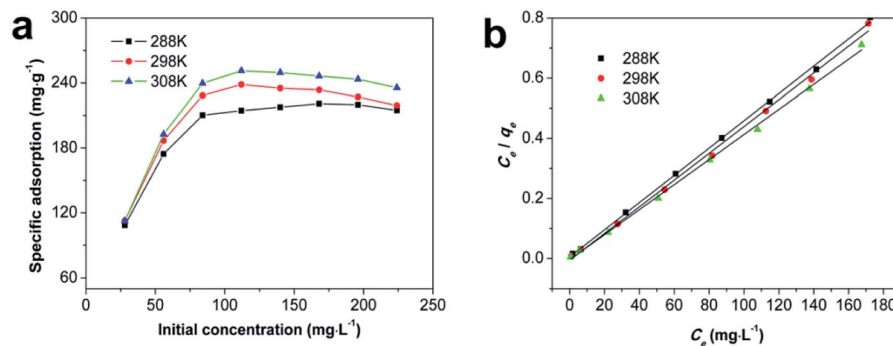 a
300
240
180
120
60
0
50
100
150
200
250
Specific adsorption (mg·g⁻¹)
Initial concentration (mg·L⁻¹)
288K
298K
308K
b
0.8
0.6
0.4
0.2
0.0
0
20
40
60
80
100
120
140
160
180
Cₑ / qₑ
Cₑ (mg·L⁻¹)
288K
298K
308K